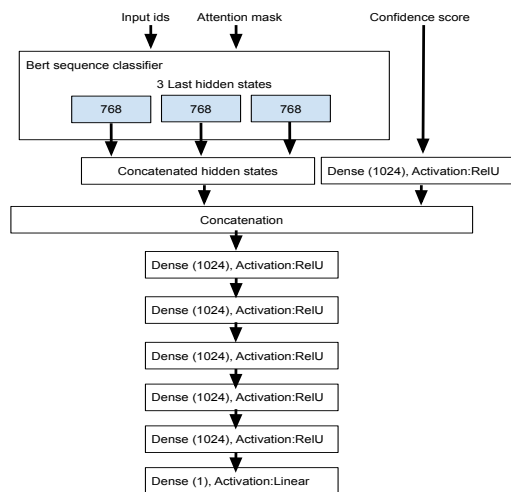 Input ids Attention mask Confidence score
Bert sequence classifier
3 Last hidden states
768 768 768
Concatenated hidden states Dense (1024), Activation:ReLU
Concatenation
Dense (1024), Activation:RelU
Dense (1024), Activation:RelU
Dense (1024), Activation:RelU
Dense (1024), Activation:RelU
Dense (1024), Activation:RelU
Dense (1), Activation:Linear